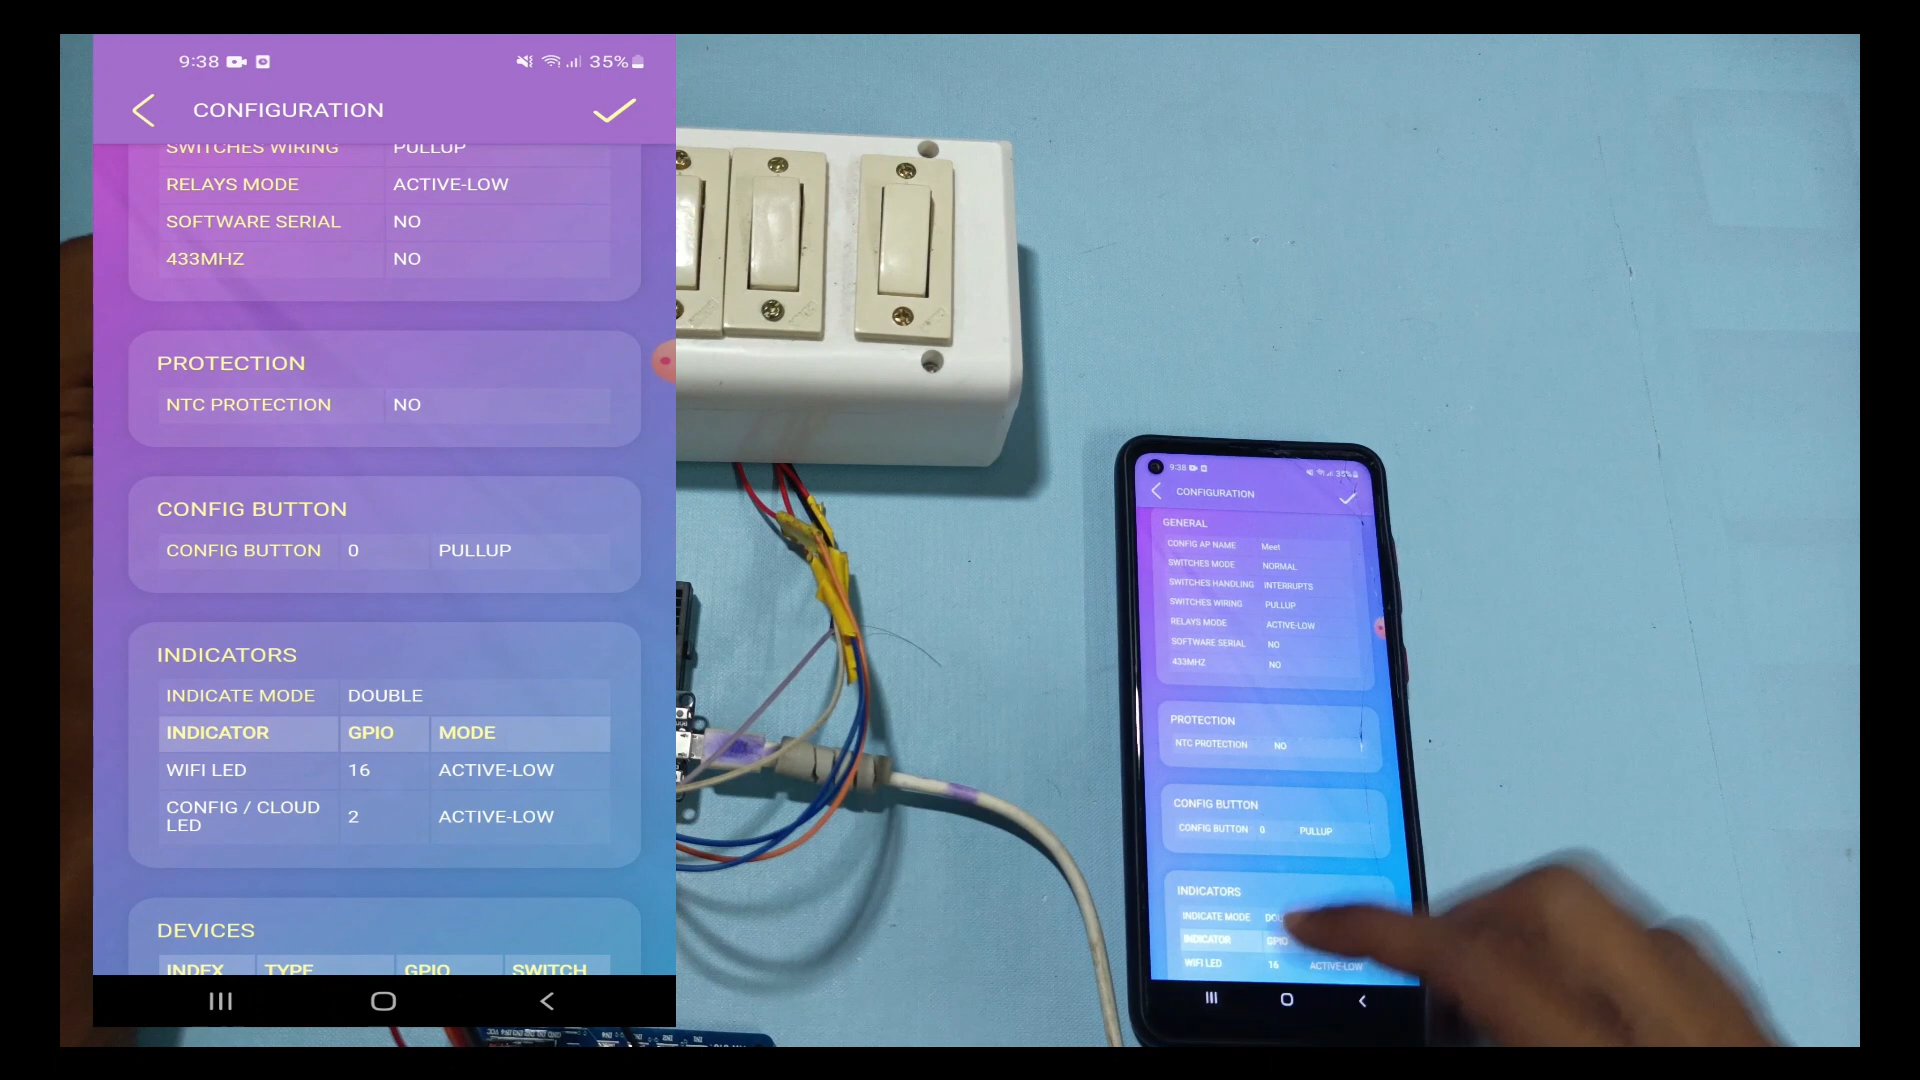 9:38 35%
CONFIGURATION
SWITCHES WIRING PULLUP
RELAYS MODE ACTIVE-LOW
SOFTWARE SERIAL NO
433MHZ NO
PROTECTION
NTC PROTECTION NO
CONFIG BUTTON
CONFIG BUTTON 0 PULLUP
INDICATORS
INDICATE MODE DOUBLE
INDICATOR GPIO MODE
WIFI LED 16 ACTIVE-LOW
CONFIG / CLOUD
LED 2 ACTIVE-LOW
DEVICES
INDEX TYPE GPIO SWITCH
9:38 35%
CONFIGURATION
GENERAL
CONFIG AP NAME Meet
SWITCHES MODE NORMAL
SWITCHES HANDLING INTERRUPTS
SWITCHES WIRING PULLUP
RELAYS MODE ACTIVE-LOW
SOFTWARE SERIAL NO
433MHZ NO
PROTECTION
NTC PROTECTION NO
CONFIG BUTTON
CONFIG BUTTON 0 PULLUP
INDICATORS
INDICATE MODE
INDICATOR GPIO
WIFI LED 16 ACTIVE-LOW